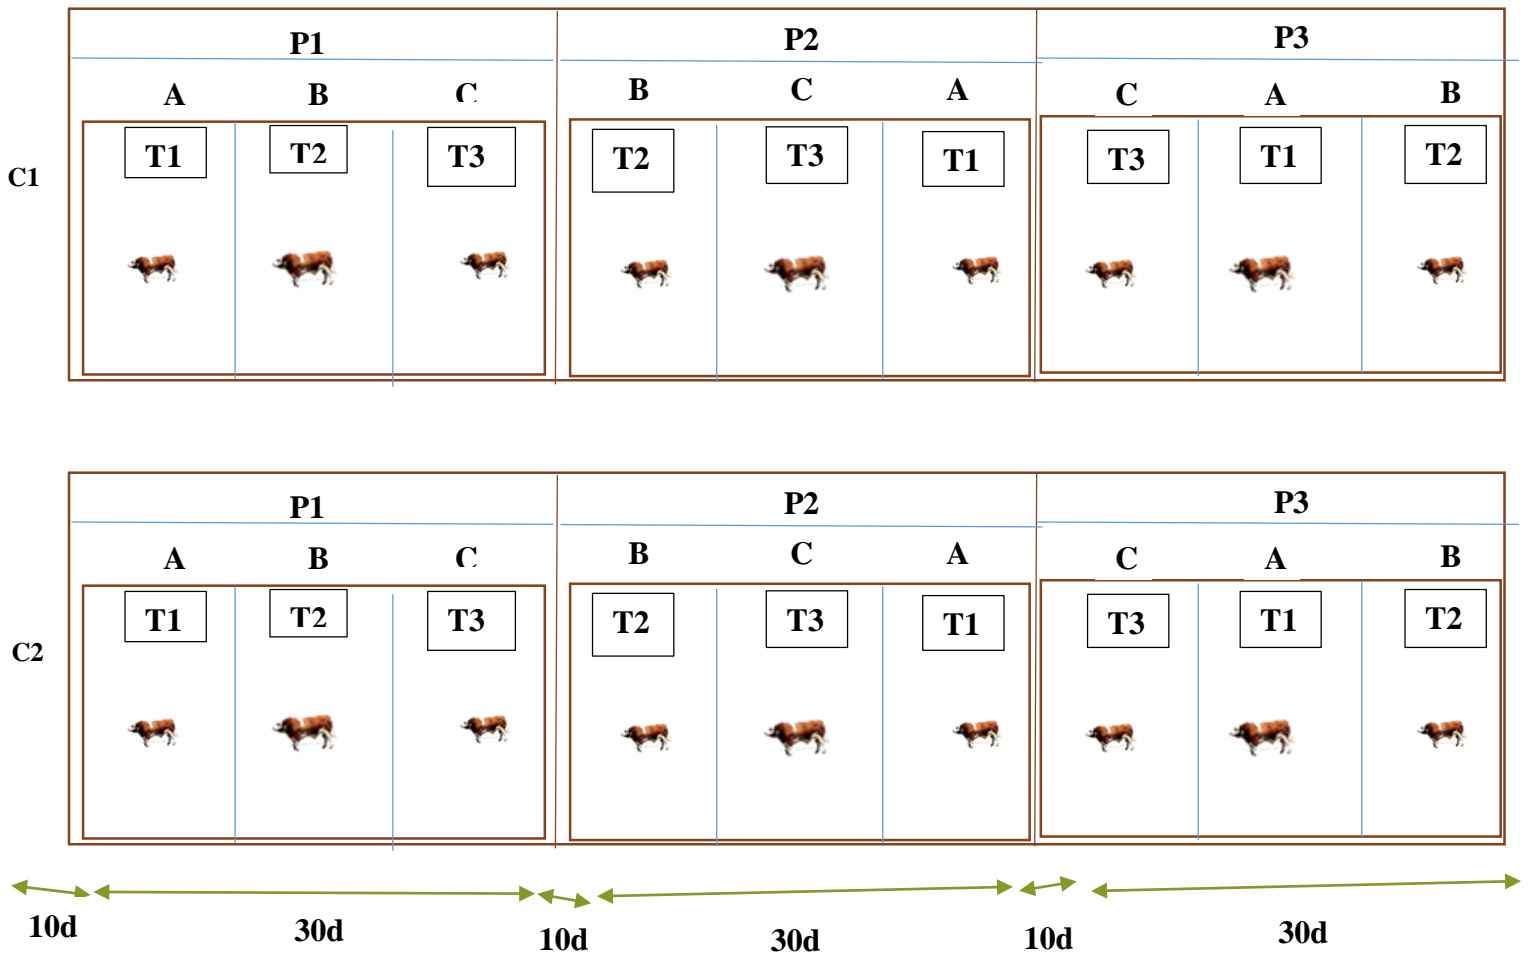 P1 P2 P3
A B C B C A C A B
T1 T2 T3 T2 T3 T1 T3 T1 T2
C1
P1 P2 P3
A B C B C A C A B
T1 T2 T3 T2 T3 T1 T3 T1 T2
C2
10d 30d 10d 30d 10d 30d